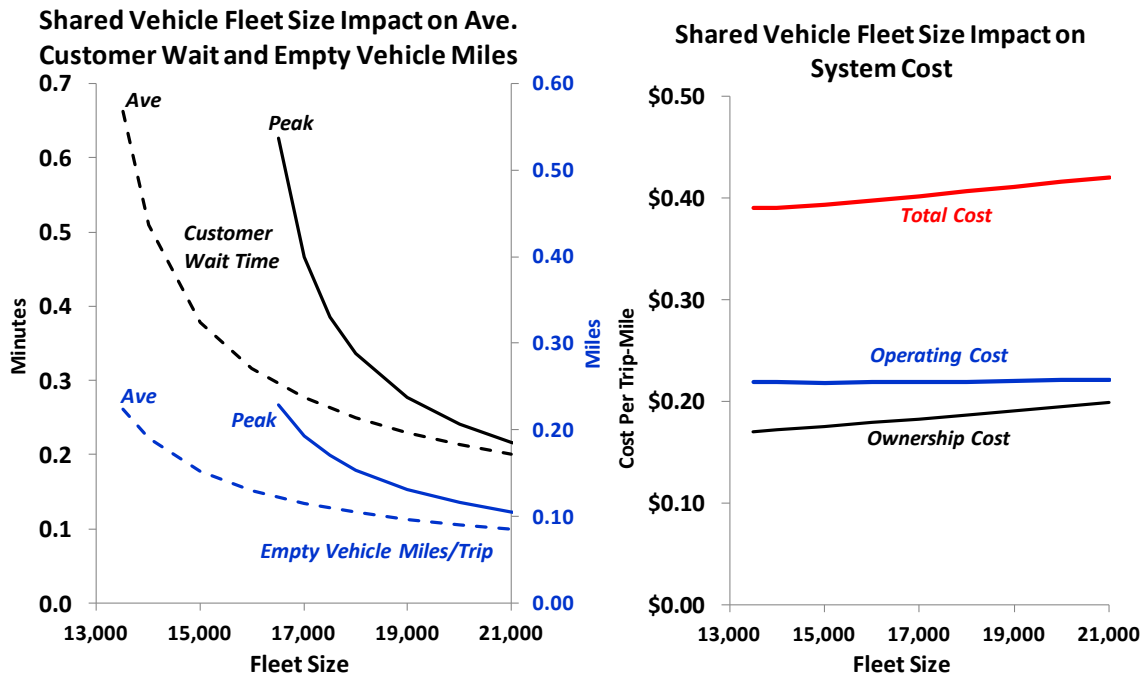 Shared Vehicle Fleet Size Impact on Ave.
Customer Wait and Empty Vehicle Miles
0.7
0.6
0.5
0.4
0.3
0.2
0.1
0.0
Minutes
0.60
0.50
0.40
0.30
0.20
0.10
0.00
Miles
Ave
Peak
Customer
Wait Time
Ave
Peak
Empty Vehicle Miles/Trip
13,000
15,000
17,000
19,000
21,000
Fleet Size
Shared Vehicle Fleet Size Impact on
System Cost
$0.50
$0.40
$0.30
$0.20
$0.10
$0.00
Cost Per Trip-Mile
Total Cost
Operating Cost
Ownership Cost
13,000
15,000
17,000
19,000
21,000
Fleet Size